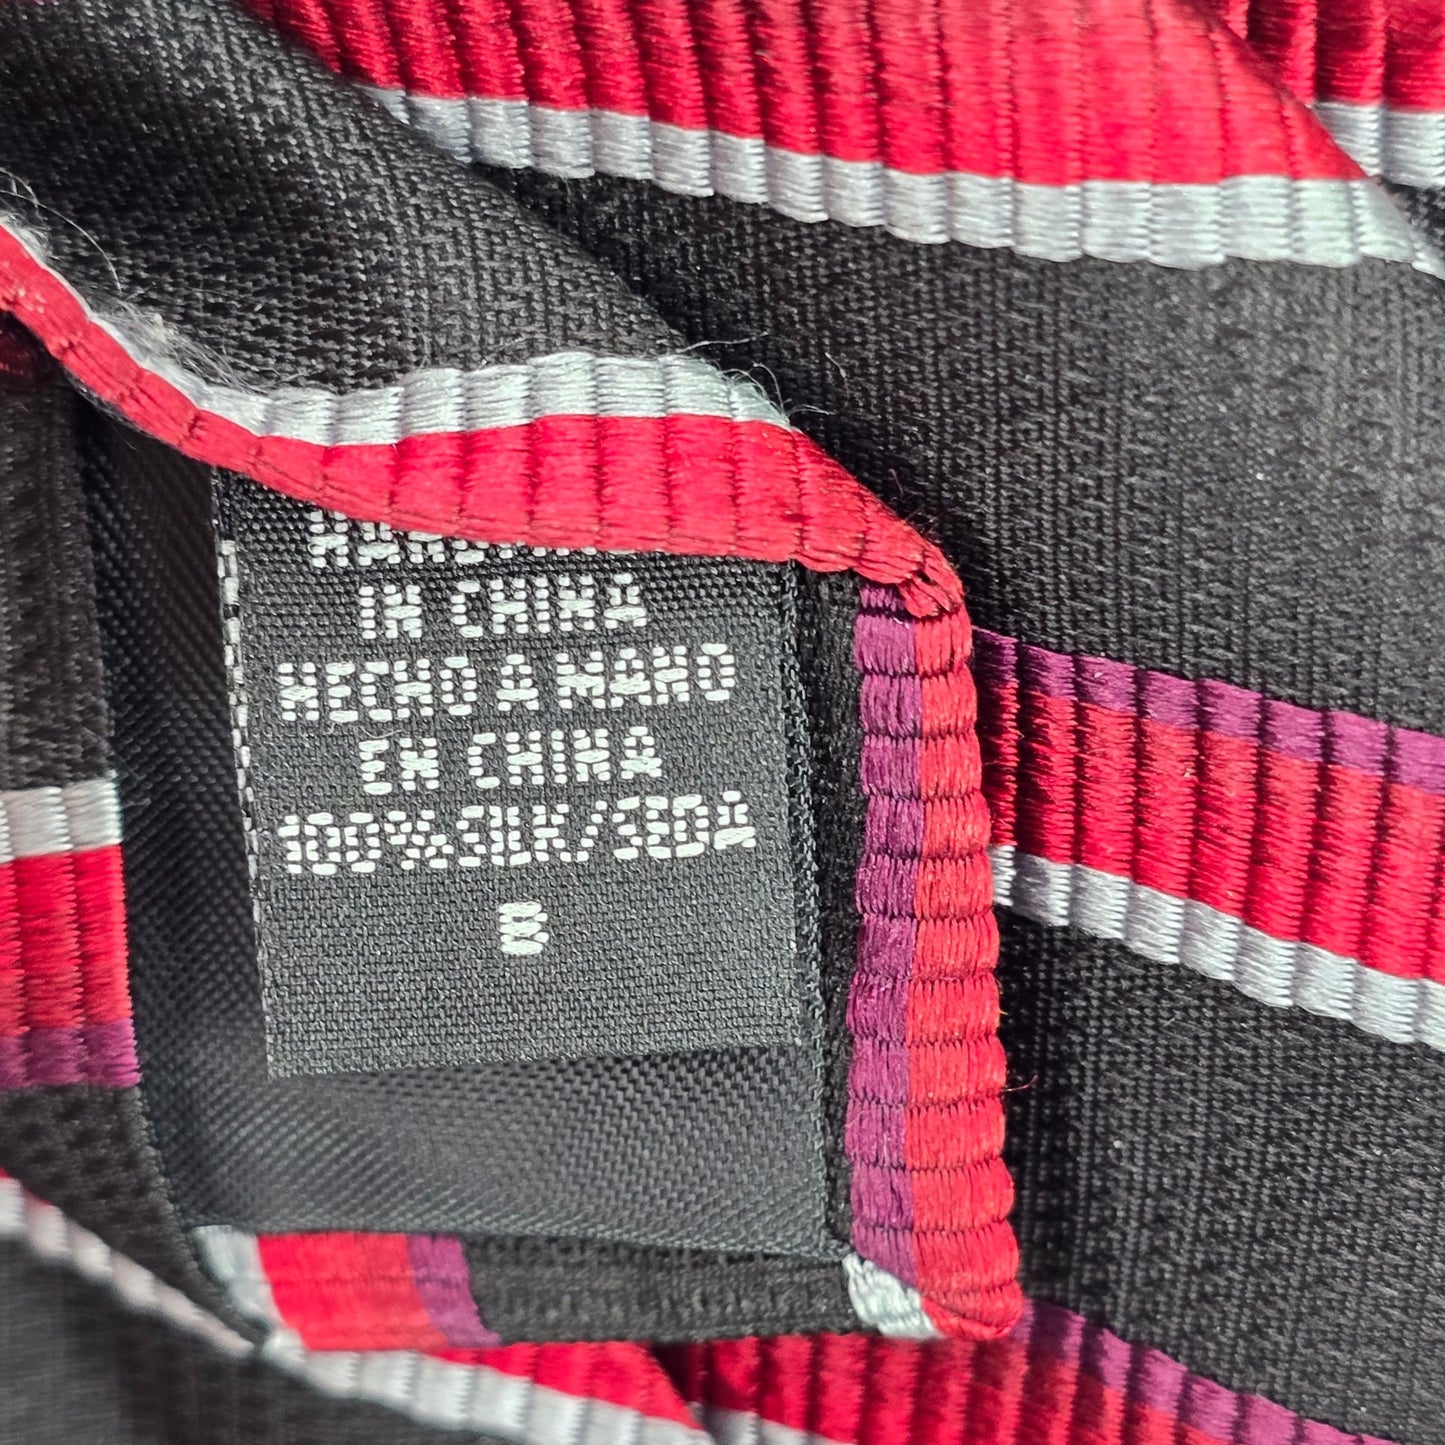 IN CHINA
HECHO A MANO
EN CHINA
100% SILK/SEDA
B